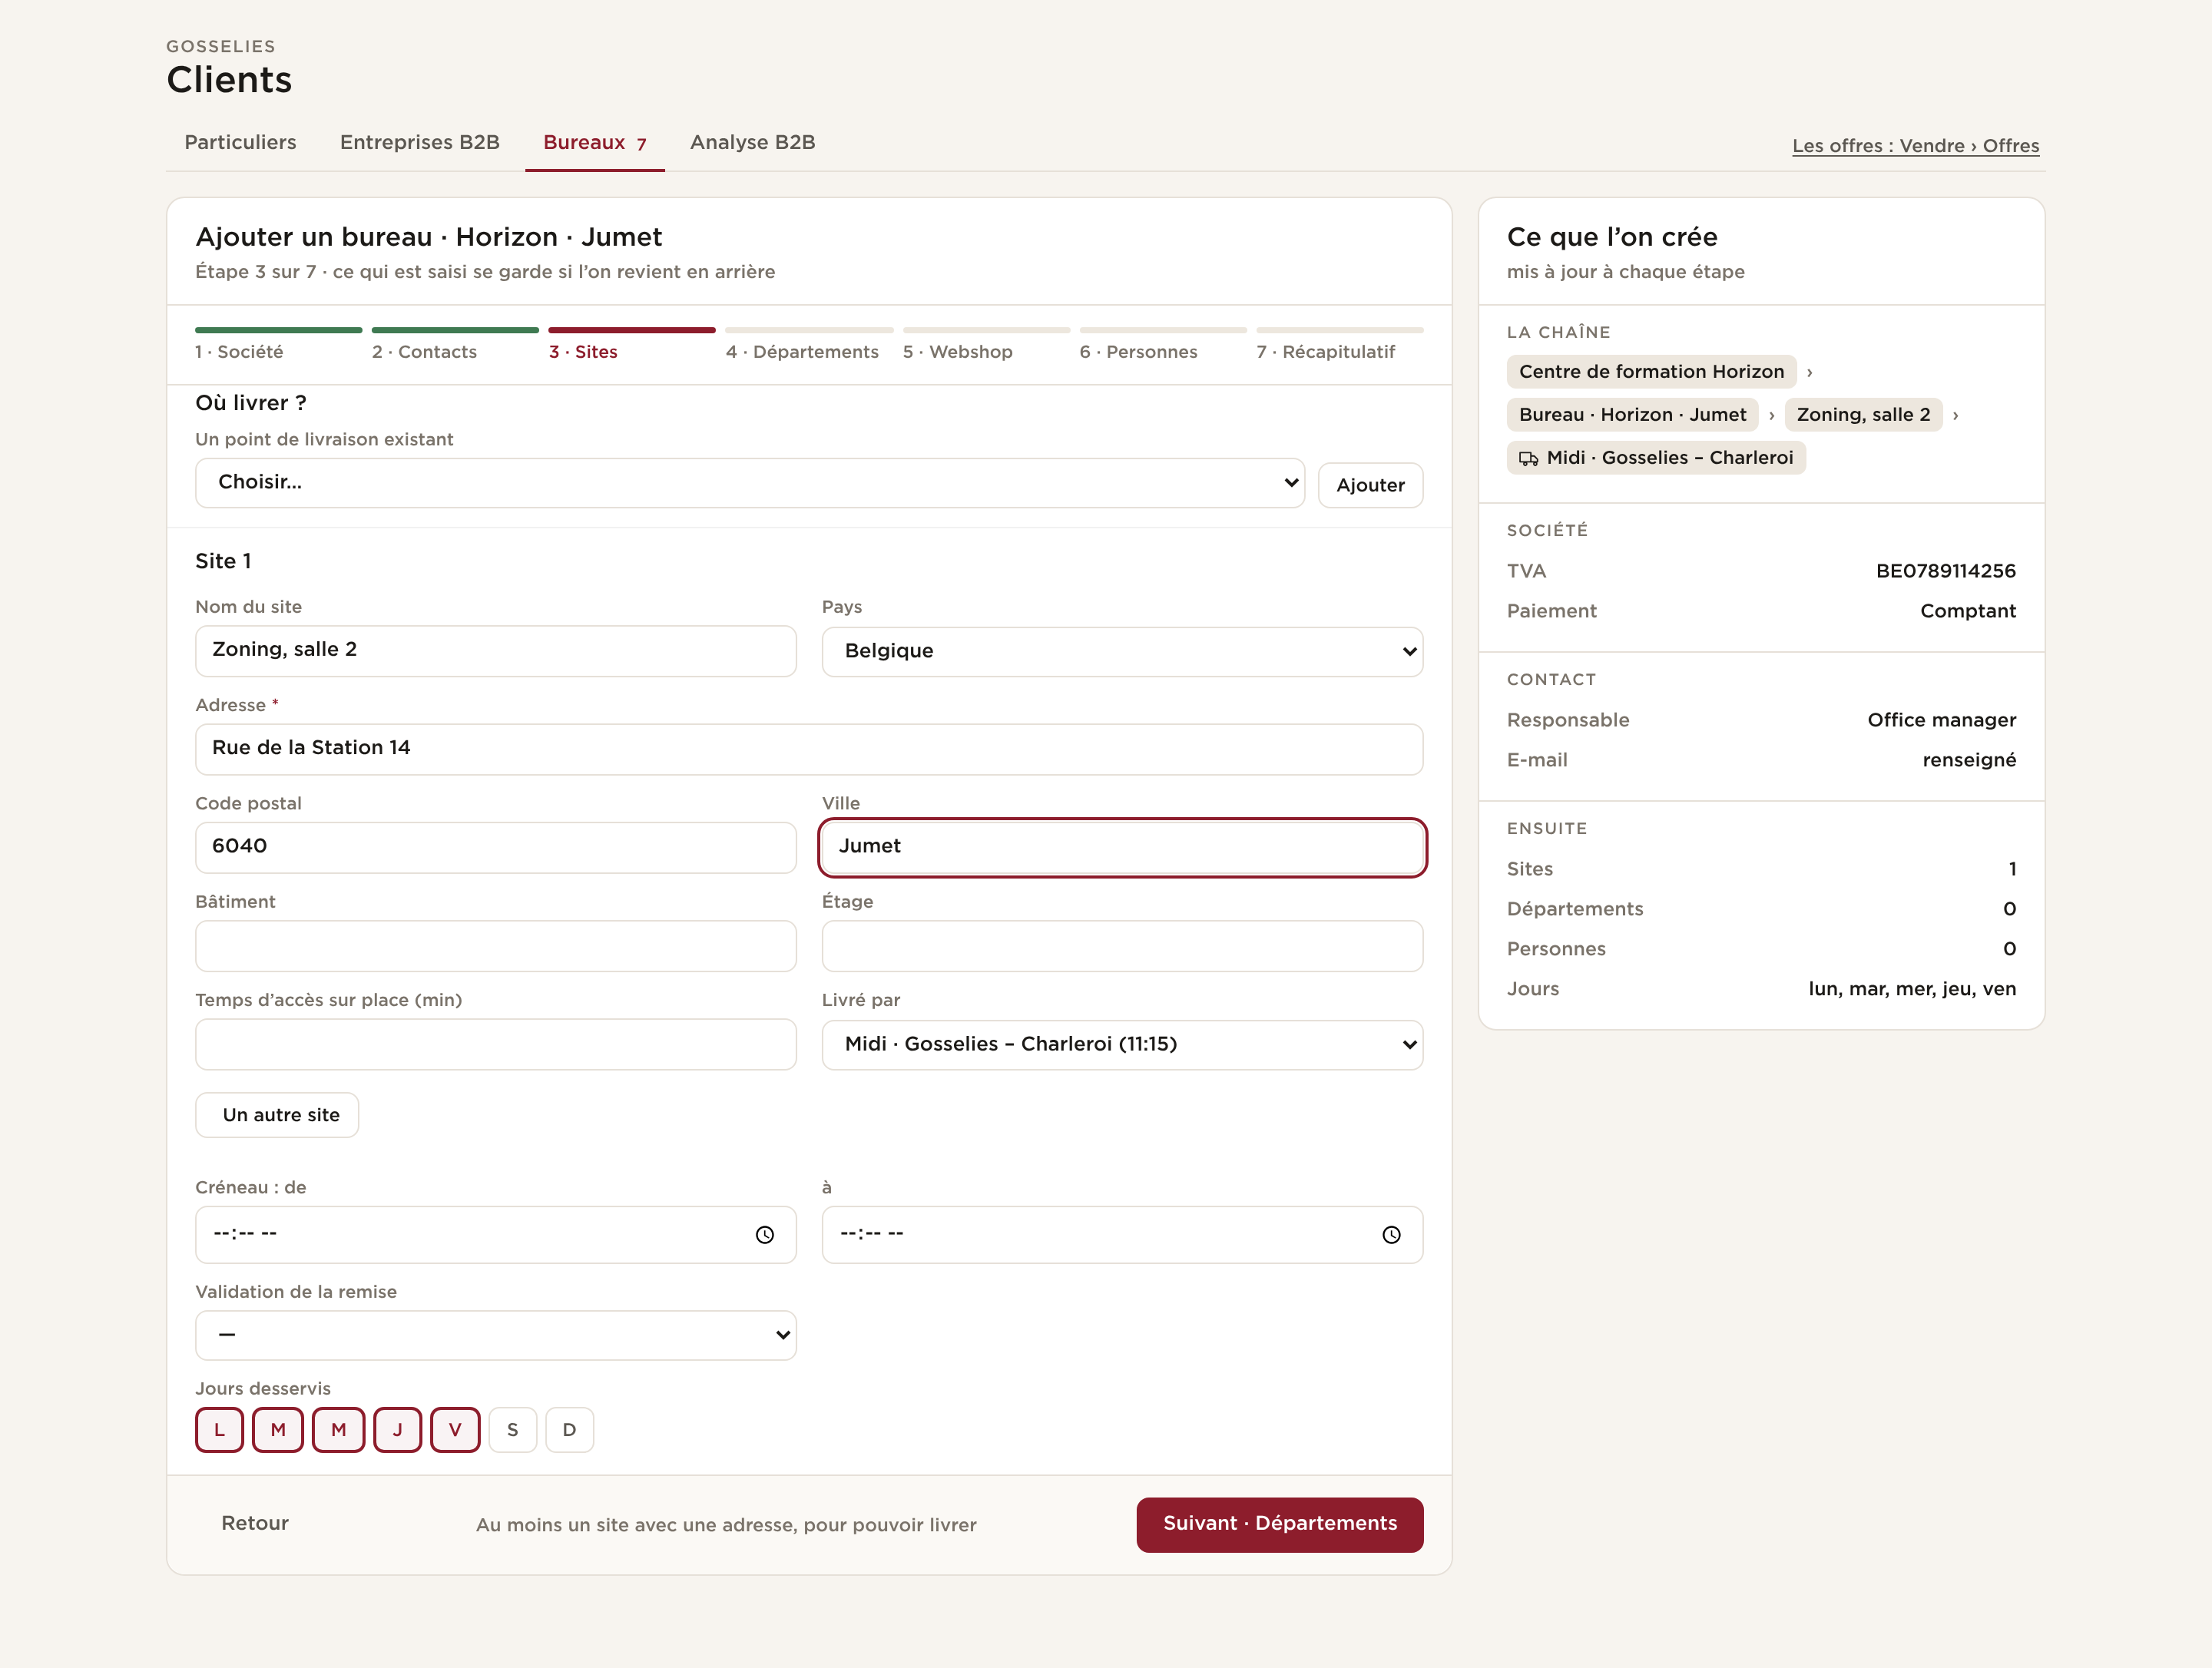 GOSSELIES
Clients
Particuliers
Entreprises B2B
Bureaux 7
Analyse B2B
Les offres : Vendre › Offres
Ajouter un bureau · Horizon · Jumet
Étape 3 sur 7 · ce qui est saisi se garde si l’on revient en arrière
1 · Société
2 · Contacts
3 · Sites
4 · Départements
5 · Webshop
6 · Personnes
7 · Récapitulatif
Où livrer ?
Un point de livraison existant
Choisir...
Ajouter
Site 1
Nom du site
Zoning, salle 2
Pays
Belgique
Adresse *
Rue de la Station 14
Code postal
6040
Ville
Jumet
Bâtiment
Étage
Temps d’accès sur place (min)
Livré par
Midi · Gosselies – Charleroi (11:15)
Un autre site
Créneau : de
--:-- --
à
--:-- --
Validation de la remise
—
Jours desservis
L M M J V S D
Retour
Au moins un site avec une adresse, pour pouvoir livrer
Suivant · Départements
Ce que l’on crée
mis à jour à chaque étape
LA CHAÎNE
Centre de formation Horizon ›
Bureau · Horizon · Jumet › Zoning, salle 2 ›
Midi · Gosselies – Charleroi
SOCIÉTÉ
TVA BE0789114256
Paiement Comptant
CONTACT
Responsable Office manager
E-mail renseigné
ENSUITE
Sites 1
Départements 0
Personnes 0
Jours lun, mar, mer, jeu, ven